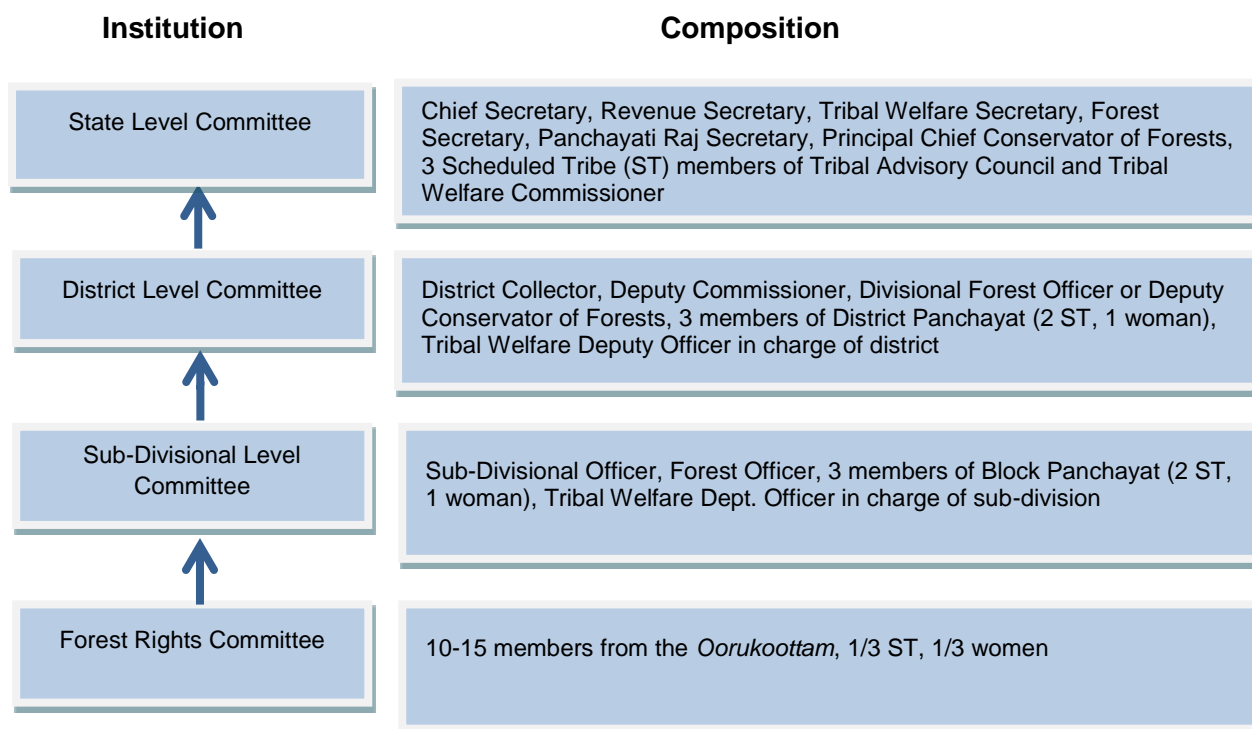 Institution
Composition
State Level Committee
Chief Secretary, Revenue Secretary, Tribal Welfare Secretary, Forest
Secretary, Panchayati Raj Secretary, Principal Chief Conservator of Forests,
3 Scheduled Tribe (ST) members of Tribal Advisory Council and Tribal
Welfare Commissioner
District Level Committee
District Collector, Deputy Commissioner, Divisional Forest Officer or Deputy
Conservator of Forests, 3 members of District Panchayat (2 ST, 1 woman),
Tribal Welfare Deputy Officer in charge of district
Sub-Divisional Level
Committee
Sub-Divisional Officer, Forest Officer, 3 members of Block Panchayat (2 ST,
1 woman), Tribal Welfare Dept. Officer in charge of sub-division
Forest Rights Committee
10-15 members from the Oorukoottam, 1/3 ST, 1/3 women